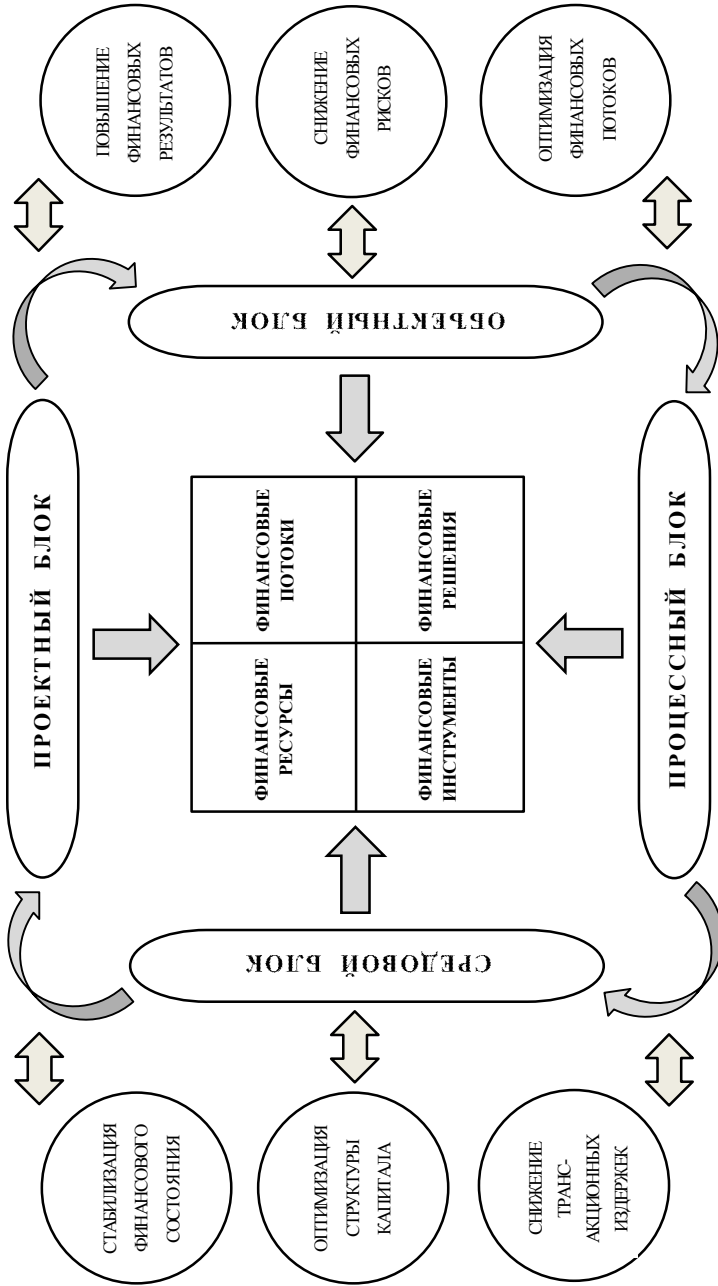 СТАБИЛИЗАЦИЯ
ФИНАНСОВОГО
СОСТОЯНИЯ
ПРОЕКТНЫЙ БЛОК
ПОВЫШЕНИЕ
ФИНАНСОВЫХ
РЕЗУЛЬТАТОВ
ОПТИМИЗАЦИЯ
СТРУКТУРЫ
КАПИТАЛА
СРЕДОВОЙ БЛОК
ФИНАНСОВЫЕ
РЕСУРСЫ
ФИНАНСОВЫЕ
ПОТОКИ
ФИНАНСОВЫЕ
ИНСТРУМЕНТЫ
ФИНАНСОВЫЕ
РЕШЕНИЯ
ОБЪЕКТНЫЙ БЛОК
СНИЖЕНИЕ
ФИНАНСОВЫХ
РИСКОВ
СНИЖЕНИЕ
ТРАНС-
АКЦИОННЫХ
ИЗДЕРЖЕК
ПРОЦЕССНЫЙ БЛОК
ОПТИМИЗАЦИЯ
ФИНАНСОВЫХ
ПОТОКОВ